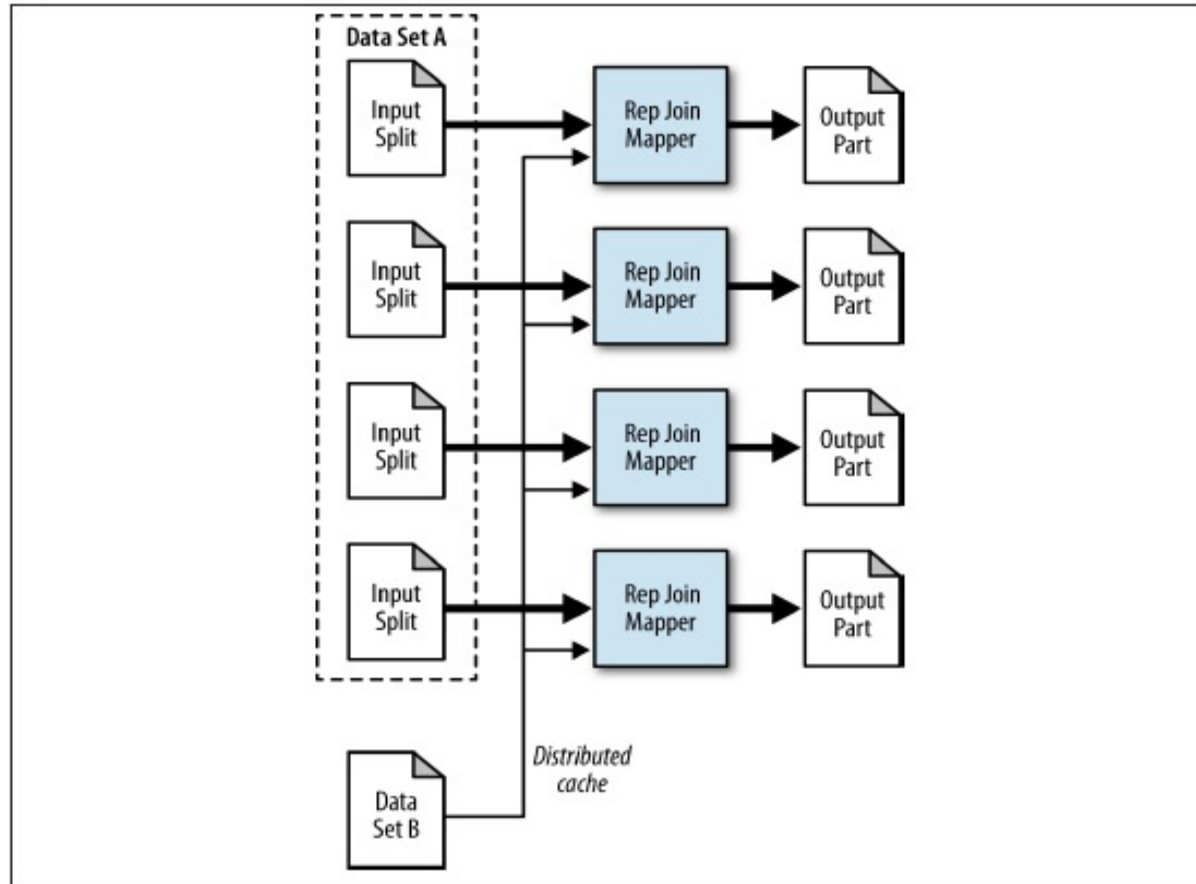 Data Set A
Input
Split
Rep Join
Mapper
Output
Part
Input
Split
Rep Join
Mapper
Output
Part
Input
Split
Rep Join
Mapper
Output
Part
Input
Split
Rep Join
Mapper
Output
Part
Distributed
cache
Data
Set B